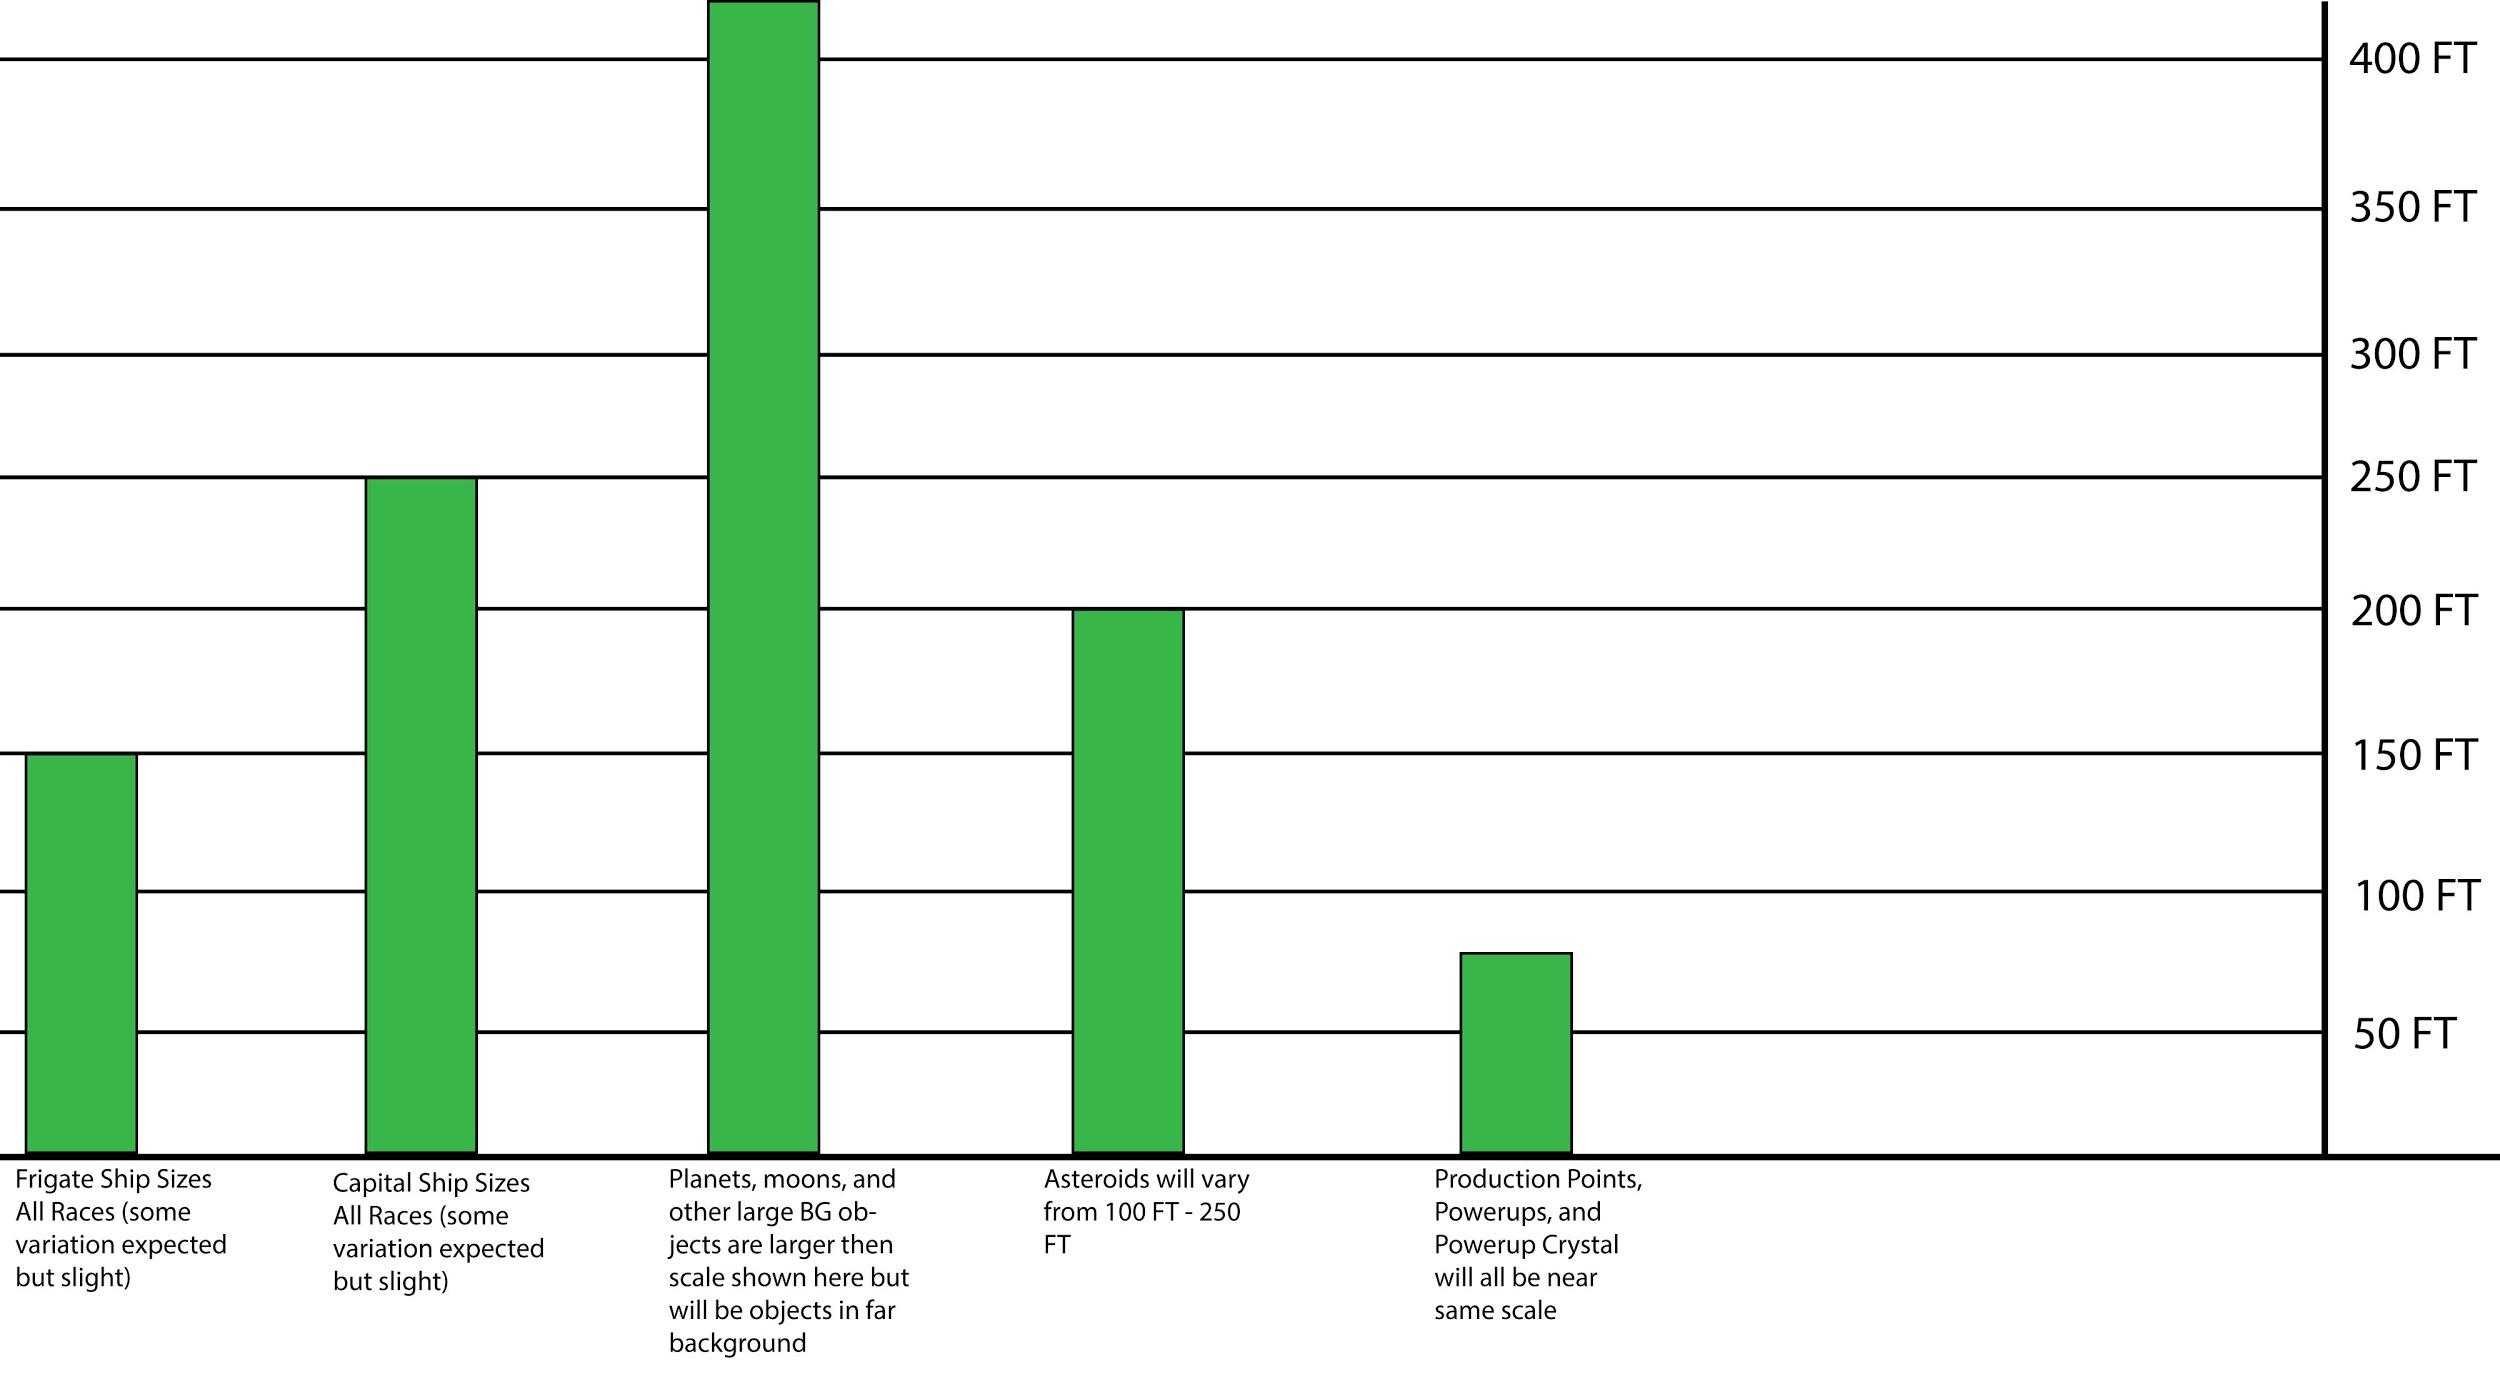 400 FT
350 FT
300 FT
250 FT
200 FT
150 FT
100 FT
50 FT
Frigate Ship Sizes
All Races (some
variation expected
but slight)
Capital Ship Sizes
All Races (some
variation expected
but slight)
Planets, moons, and
other large BG ob-
jects are larger then
scale shown here but
will be objects in far
background
Asteroids will vary
from 100 FT - 250
FT
Production Points,
Powerups, and
Powerup Crystal
will all be near
same scale